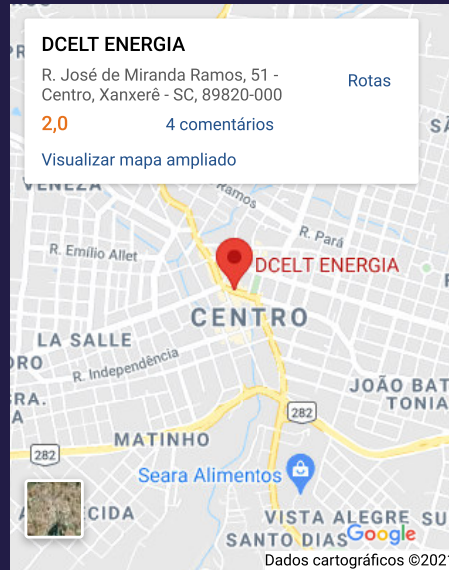 DCELT ENERGIA
R. José de Miranda Ramos, 51 -
Centro, Xanxerê - SC, 89820-000
Rotas
2,0
4 comentários
Visualizar mapa ampliado
VENEZA
Ramos
R. Pará
R. Emílio Allet
DCELT ENERGIA
CENTRO
LA SALLE
R. Independência
JOÃO BAT
TONIA
282
MATINHO
282
Seara Alimentos
VISTA ALEGRE
SU
SANTO DIAS
Google
Dados cartográficos ©2021